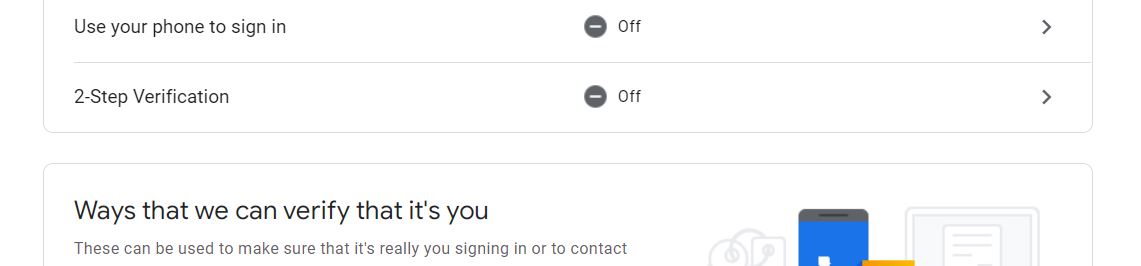 Use your phone to sign in Off
2-Step Verification Off
Ways that we can verify that it's you
These can be used to make sure that it's really you signing in or to contact